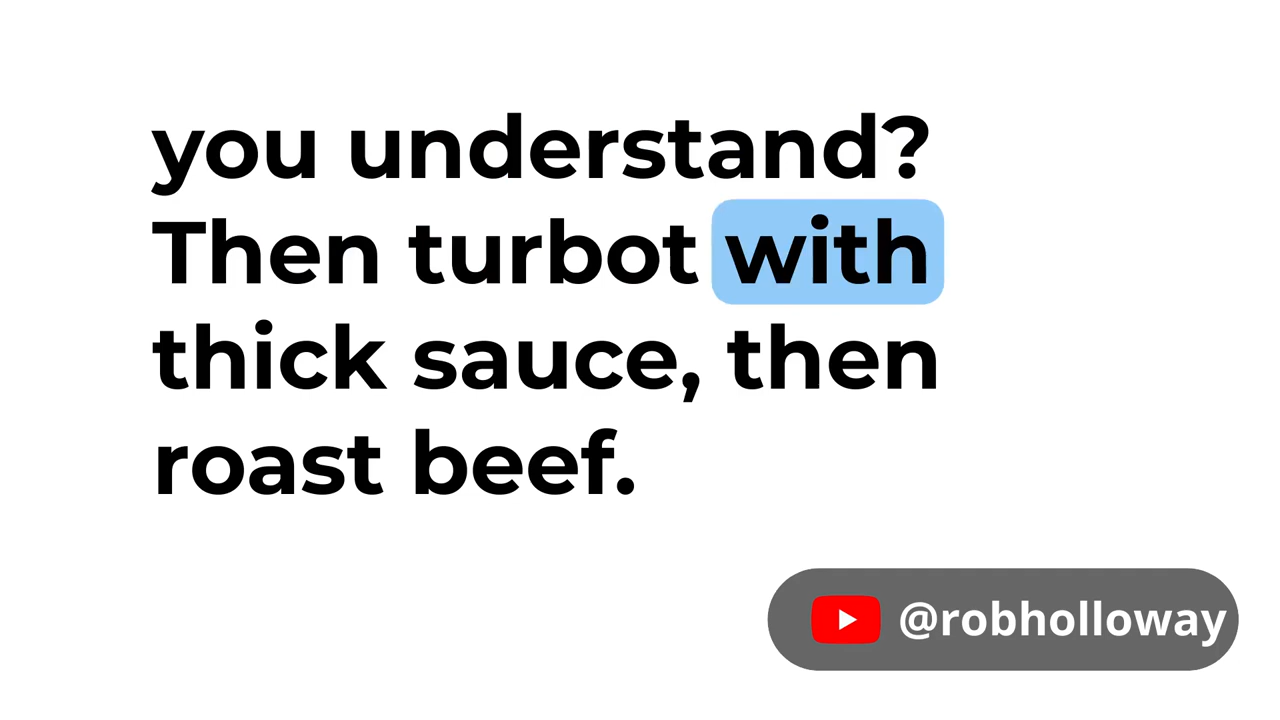 you understand?
Then turbot with
thick sauce, then
roast beef.
@robholloway